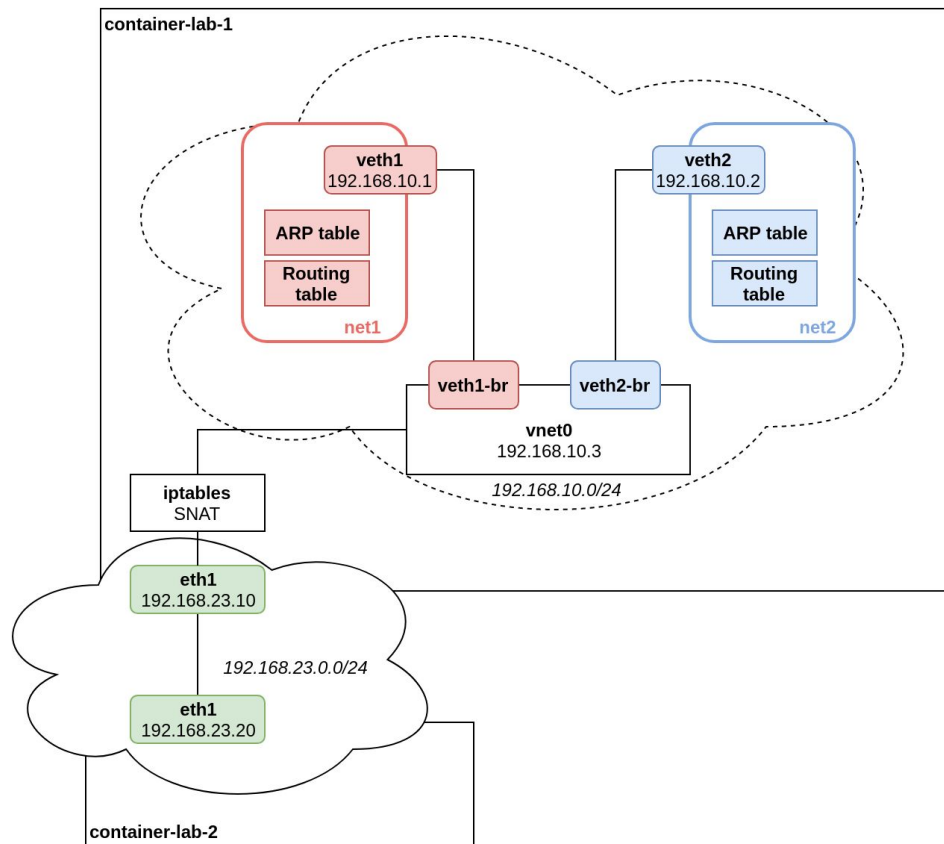 container-lab-1
veth1
192.168.10.1
veth2
192.168.10.2
ARP table
Routing
table
net1
ARP table
Routing
table
net2
veth1-br
veth2-br
vnet0
192.168.10.3
192.168.10.0/24
iptables
SNAT
eth1
192.168.23.10
192.168.23.0.0/24
eth1
192.168.23.20
container-lab-2